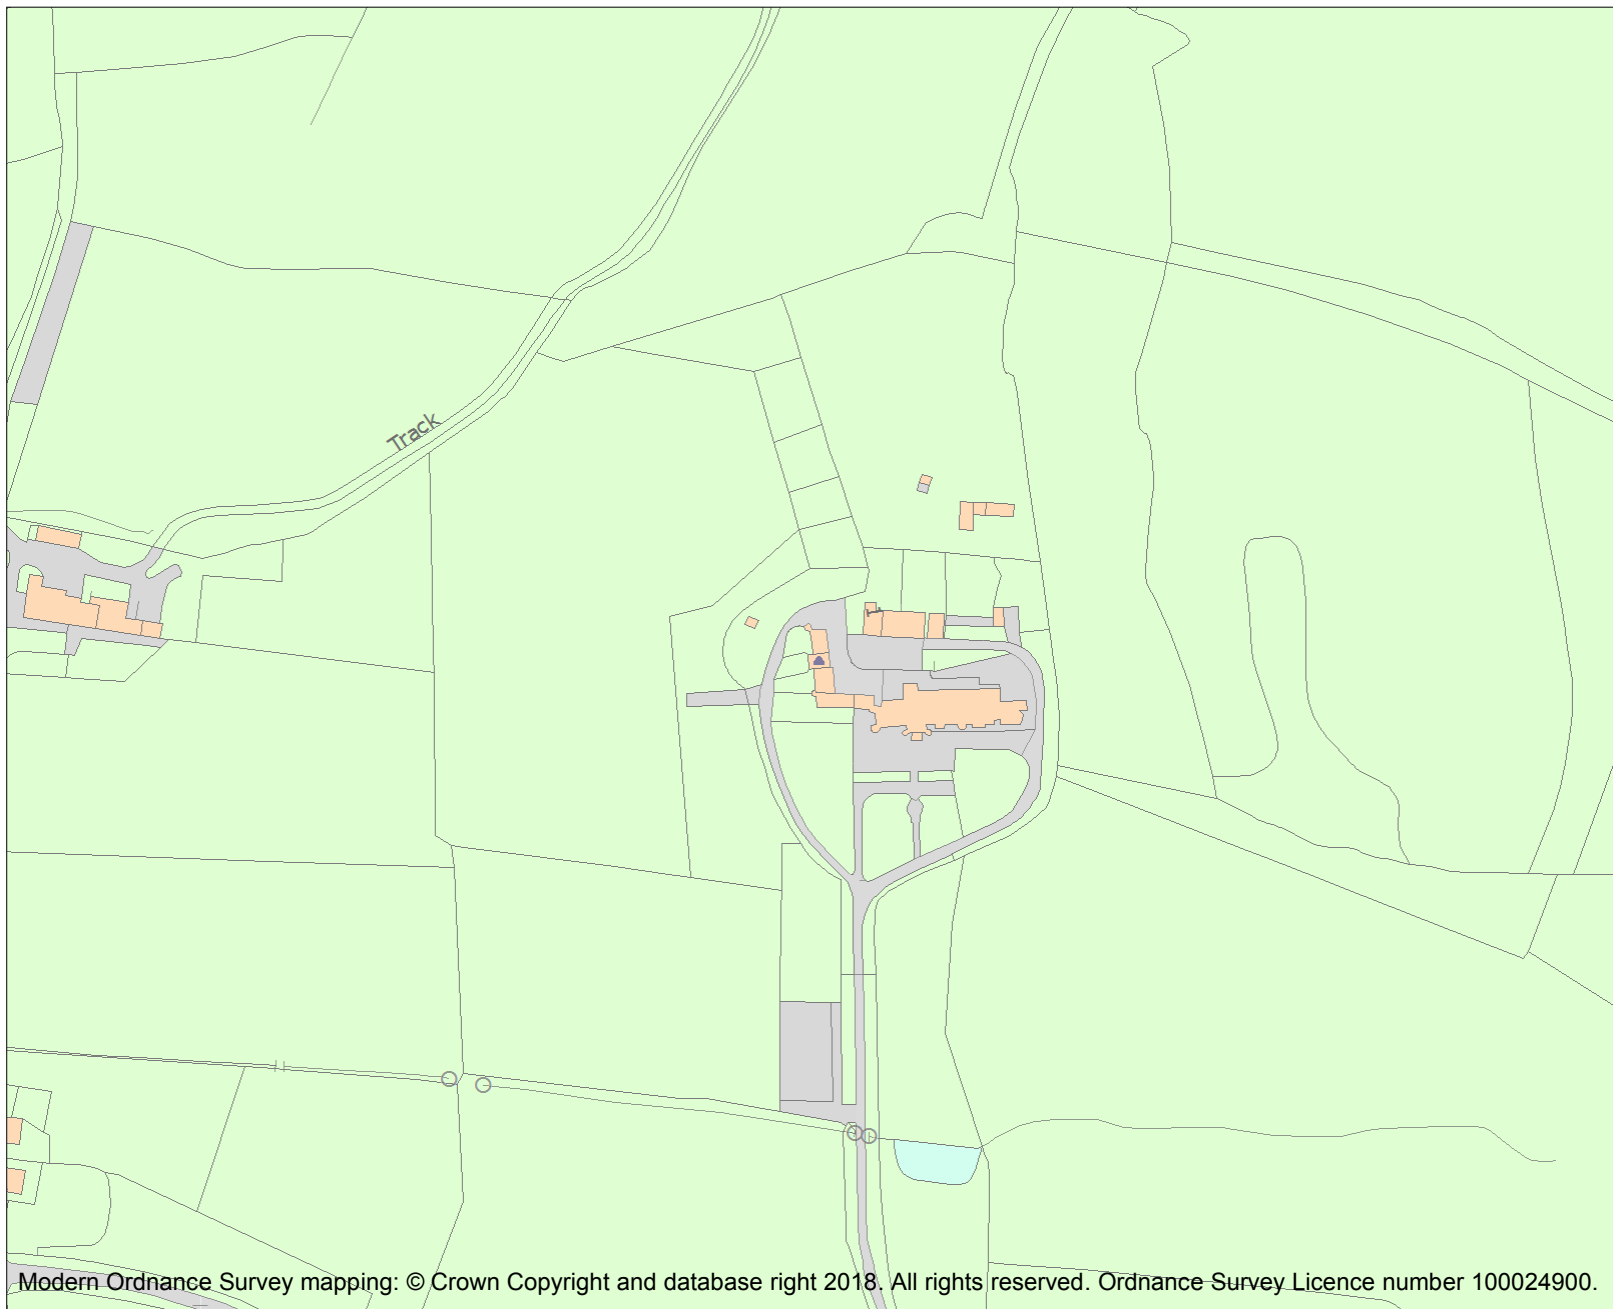 Track
Modern Ordnance Survey mapping: © Crown Copyright and database right 2018. All rights reserved. Ordnance Survey Licence number 100024900.